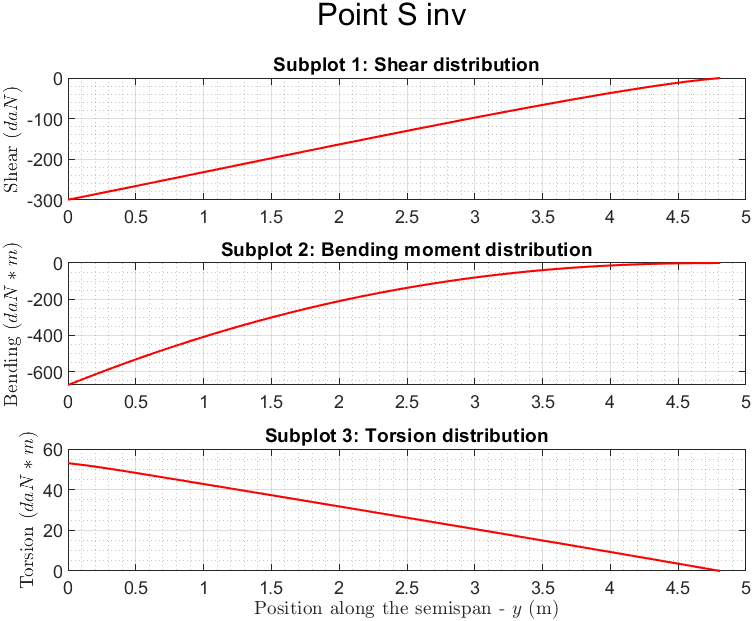 Point S inv
Subplot 1: Shear distribution
Shear (daN)
0
-100
-200
-300
0 0.5 1 1.5 2 2.5 3 3.5 4 4.5 5
Subplot 2: Bending moment distribution
Bending (daN * m)
0
-200
-400
-600
0 0.5 1 1.5 2 2.5 3 3.5 4 4.5 5
Subplot 3: Torsion distribution
Torsion (daN * m)
60
40
20
0
0 0.5 1 1.5 2 2.5 3 3.5 4 4.5 5
Position along the semispan - y (m)